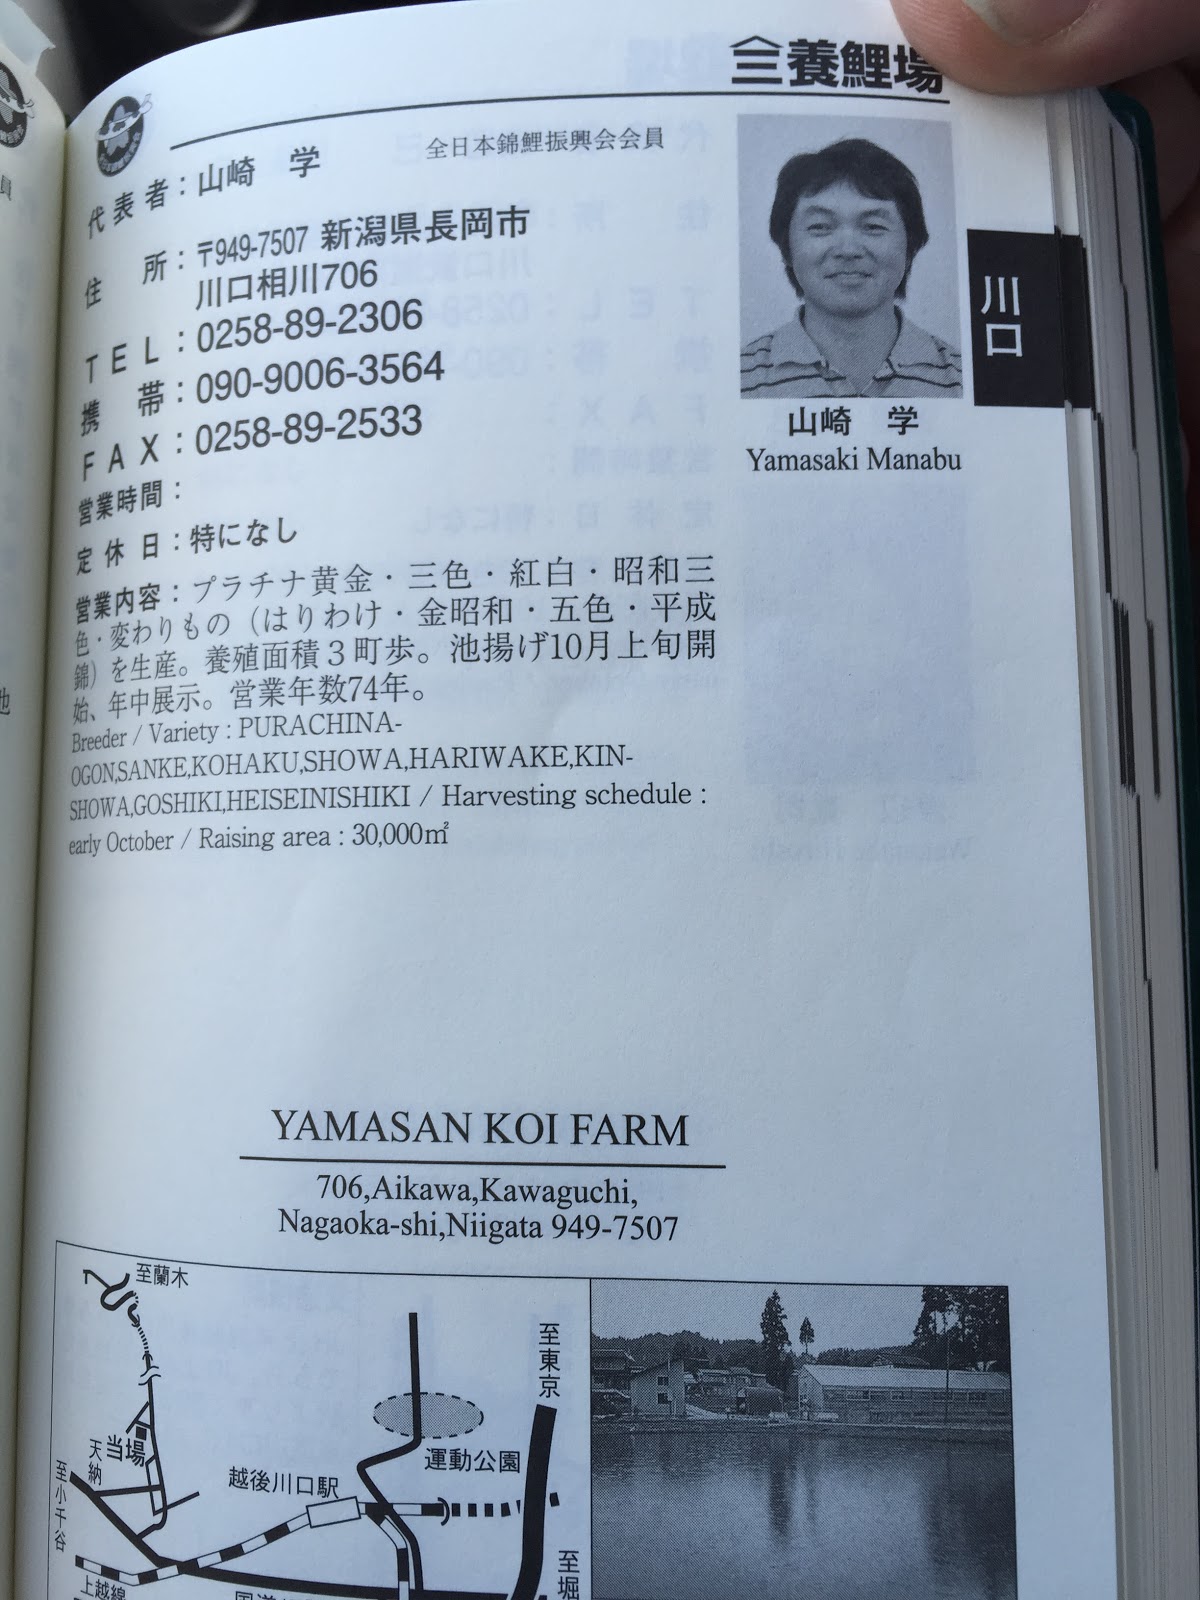 三養鯉場
全日本錦鯉振興会会員
代表者：山崎　学
住　所：〒949-7507 新潟県長岡市
川口相川706
ＴＥＬ：0258-89-2306
携　帯：090-9006-3564
ＦＡＸ：0258-89-2533
営業時間：
定休日：特になし
営業内容：プラチナ黄金・三色・紅白・昭和三
色・変わりもの（はりわけ・金昭和・五色・平成
錦）を生産。養殖面積３町歩。池揚げ10月上旬開
始、年中展示。営業年数74年。
Breeder / Variety : PURACHINA-
OGON,SANKE,KOHAKU,SHOWA,HARIWAKE,KIN-
SHOWA,GOSHIKI,HEISEINISHIKI / Harvesting schedule :
early October / Raising area : 30,000㎡
山崎　学
Yamasaki Manabu
川口
YAMASAN KOI FARM
706,Aikawa,Kawaguchi,
Nagaoka-shi,Niigata 949-7507
至蘭木
至東京
当場
天納
至小千谷
越後川口駅
運動公園
上越線
至堀
員